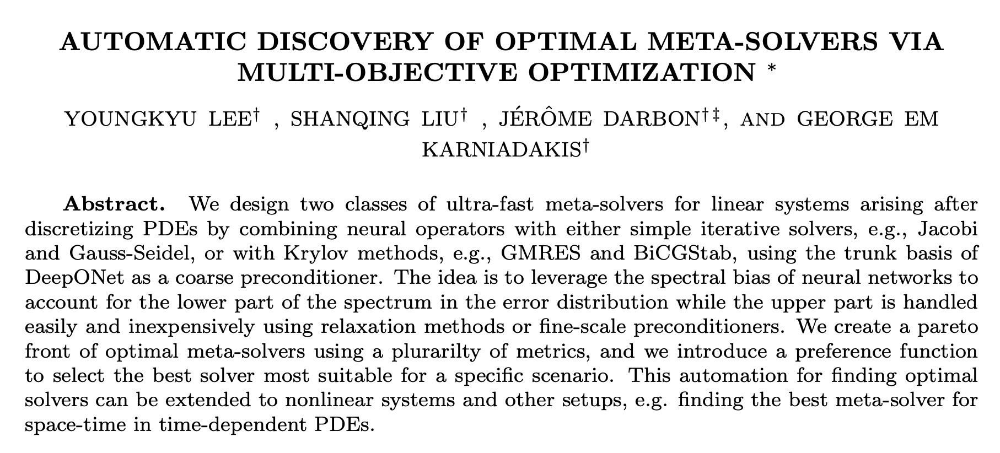 AUTOMATIC DISCOVERY OF OPTIMAL META-SOLVERS VIA
MULTI-OBJECTIVE OPTIMIZATION *
YOUNGKYU LEE† , SHANQING LIU† , JÉRÔME DARBON† ‡, AND GEORGE EM
KARNIADAKIS†
Abstract. We design two classes of ultra-fast meta-solvers for linear systems arising after
discretizing PDEs by combining neural operators with either simple iterative solvers, e.g., Jacobi
and Gauss-Seidel, or with Krylov methods, e.g., GMRES and BiCGStab, using the trunk basis of
DeepONet as a coarse preconditioner. The idea is to leverage the spectral bias of neural networks to
account for the lower part of the spectrum in the error distribution while the upper part is handled
easily and inexpensively using relaxation methods or fine-scale preconditioners. We create a pareto
front of optimal meta-solvers using a plurarilty of metrics, and we introduce a preference function
to select the best solver most suitable for a specific scenario. This automation for finding optimal
solvers can be extended to nonlinear systems and other setups, e.g. finding the best meta-solver for
space-time in time-dependent PDEs.